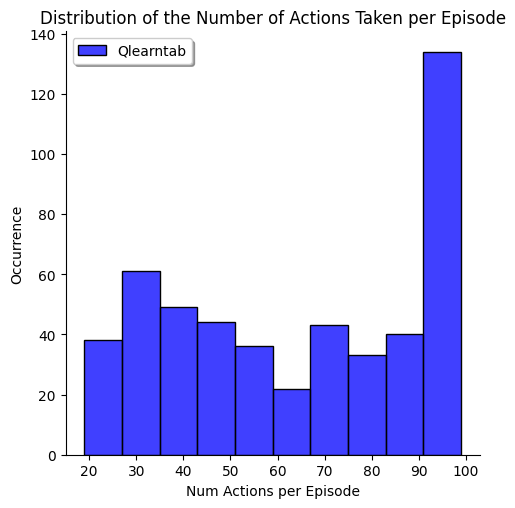 Distribution of the Number of Actions Taken per Episode
Qlearntab
140
120
100
80
60
40
20
0
Occurrence
20 30 40 50 60 70 80 90 100
Num Actions per Episode